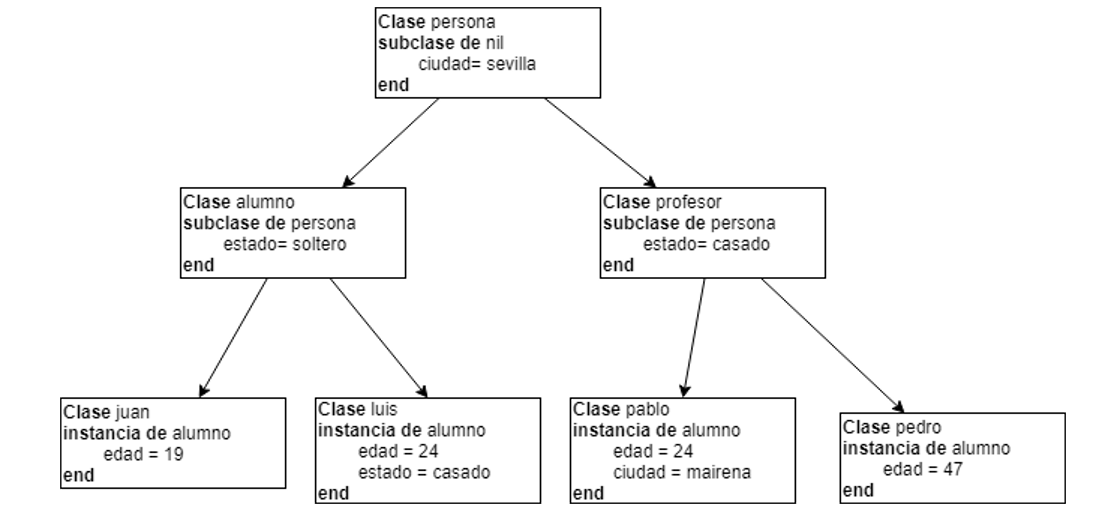 Clase persona
subclase de nil
ciudad= sevilla
end
Clase alumno
subclase de persona
estado= soltero
end
Clase profesor
subclase de persona
estado= casado
end
Clase juan
instancia de alumno
edad = 19
end
Clase luis
instancia de alumno
edad = 24
estado = casado
end
Clase pablo
instancia de alumno
edad = 24
ciudad = mairena
end
Clase pedro
instancia de alumno
edad = 47
end